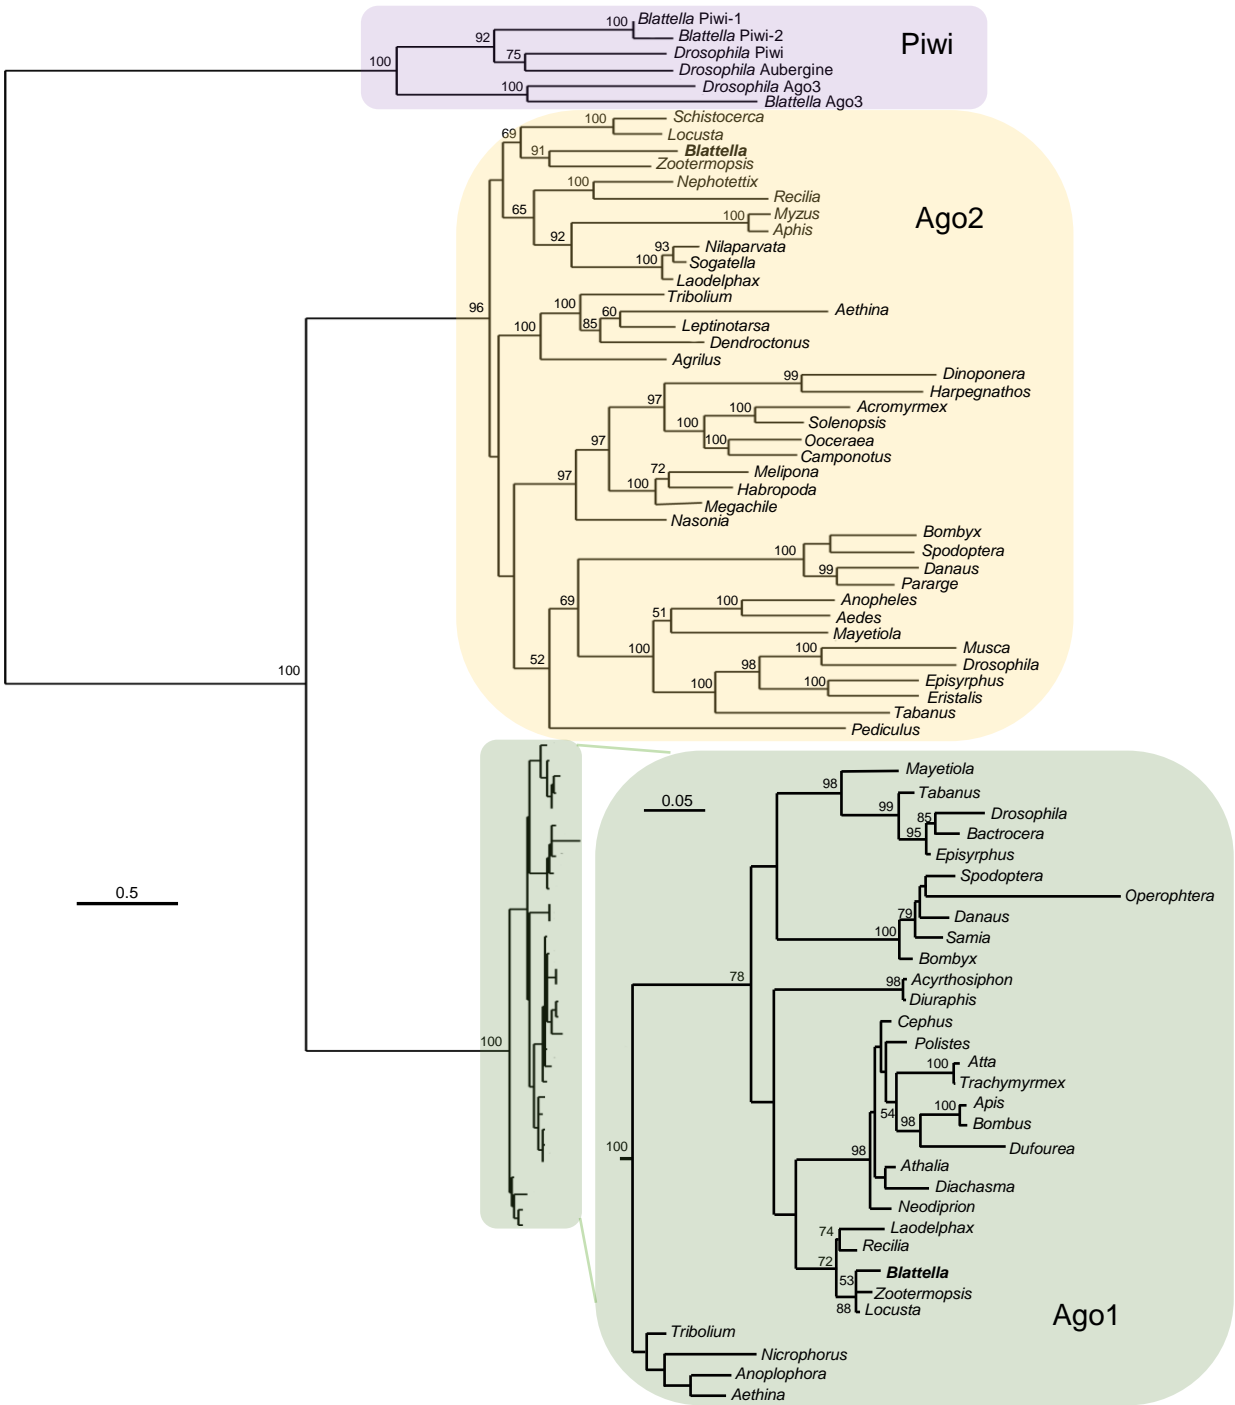 100
Blattella Piwi-1
92
Blattella Piwi-2
Piwi
75
Drosophila Piwi
100
Drosophila Aubergine
100
Drosophila Ago3
Blattella Ago3
100
Schistocerca
69
Locusta
91
Blattella
Zootermopsis
100
Nephotettix
Recilia
65
100
Myzus
Ago2
Aphis
92
93
Nilaparvata
100
Sogatella
Laodelphax
96
100
Tribolium
60
Aethina
100
85
Leptinotarsa
Dendroctonus
Agrilus
99
Dinoponera
Harpegnathos
97
100
Acromyrmex
100
Solenopsis
97
100
Ooceraea
Camponotus
97
72
Melipona
100
Habropoda
Megachile
Nasonia
Bombyx
100
Spodoptera
99
Danaus
Pararge
69
100
Anopheles
51
Aedes
Mayetiola
100
100
Musca
52
98
Drosophila
100
100
100
Episyrphus
Eristalis
Tabanus
Pediculus
98
Mayetiola
0.05
99
Tabanus
85
Drosophila
95
Bactrocera
Episyrphus
Spodoptera
0.5
Operophtera
79
Danaus
100
Samia
Bombyx
78
98
Acyrthosiphon
Diuraphis
Cephus
100
Polistes
100
Atta
Trachymyrmex
54
100
Apis
98
Bombus
100
98
Dufourea
Athalia
Diachasma
Neodiprion
74
Laodelphax
Recilia
72
53
Blattella
Zootermopsis
88
Locusta
Ago1
Tribolium
Nicrophorus
Anoplophora
Aethina